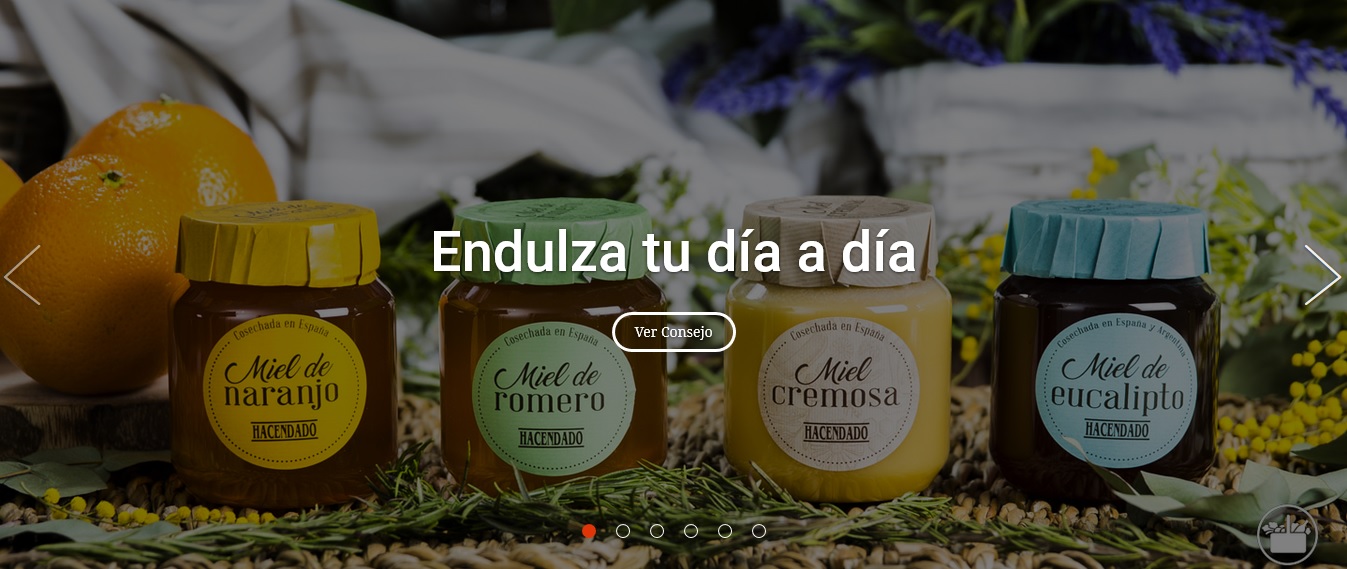 Endulza tu día a día
Ver Consejo
Cosechada en España
Miel de
naranjo
HACENDADO
Cosechada en España
Miel de
romero
HACENDADO
Cosechada en España
Miel
cremosa
HACENDADO
Cosechada en España y Argentina
Miel de
eucalipto
HACENDADO